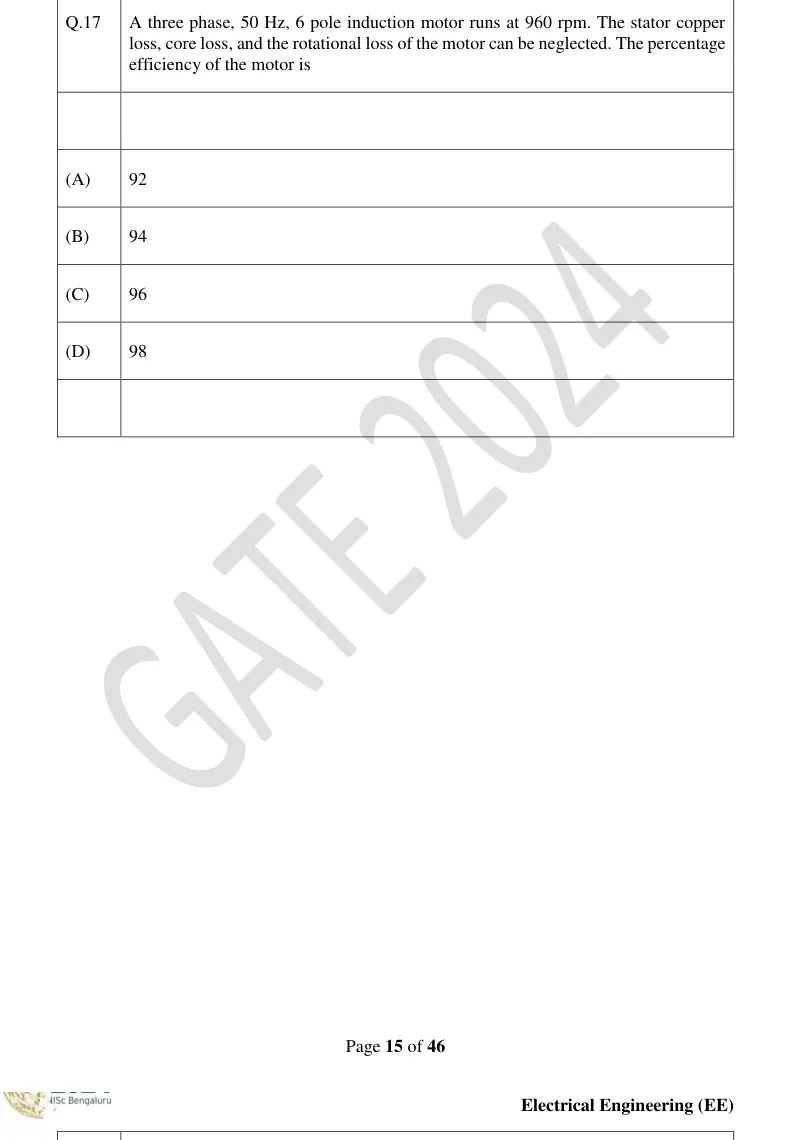 Q.17 A three phase, 50 Hz, 6 pole induction motor runs at 960 rpm. The stator copper
loss, core loss, and the rotational loss of the motor can be neglected. The percentage
efficiency of the motor is
(A) 92
(B) 94
(C) 96
(D) 98
GATE 2024
Page 15 of 46
IISc Bengaluru
Electrical Engineering (EE)